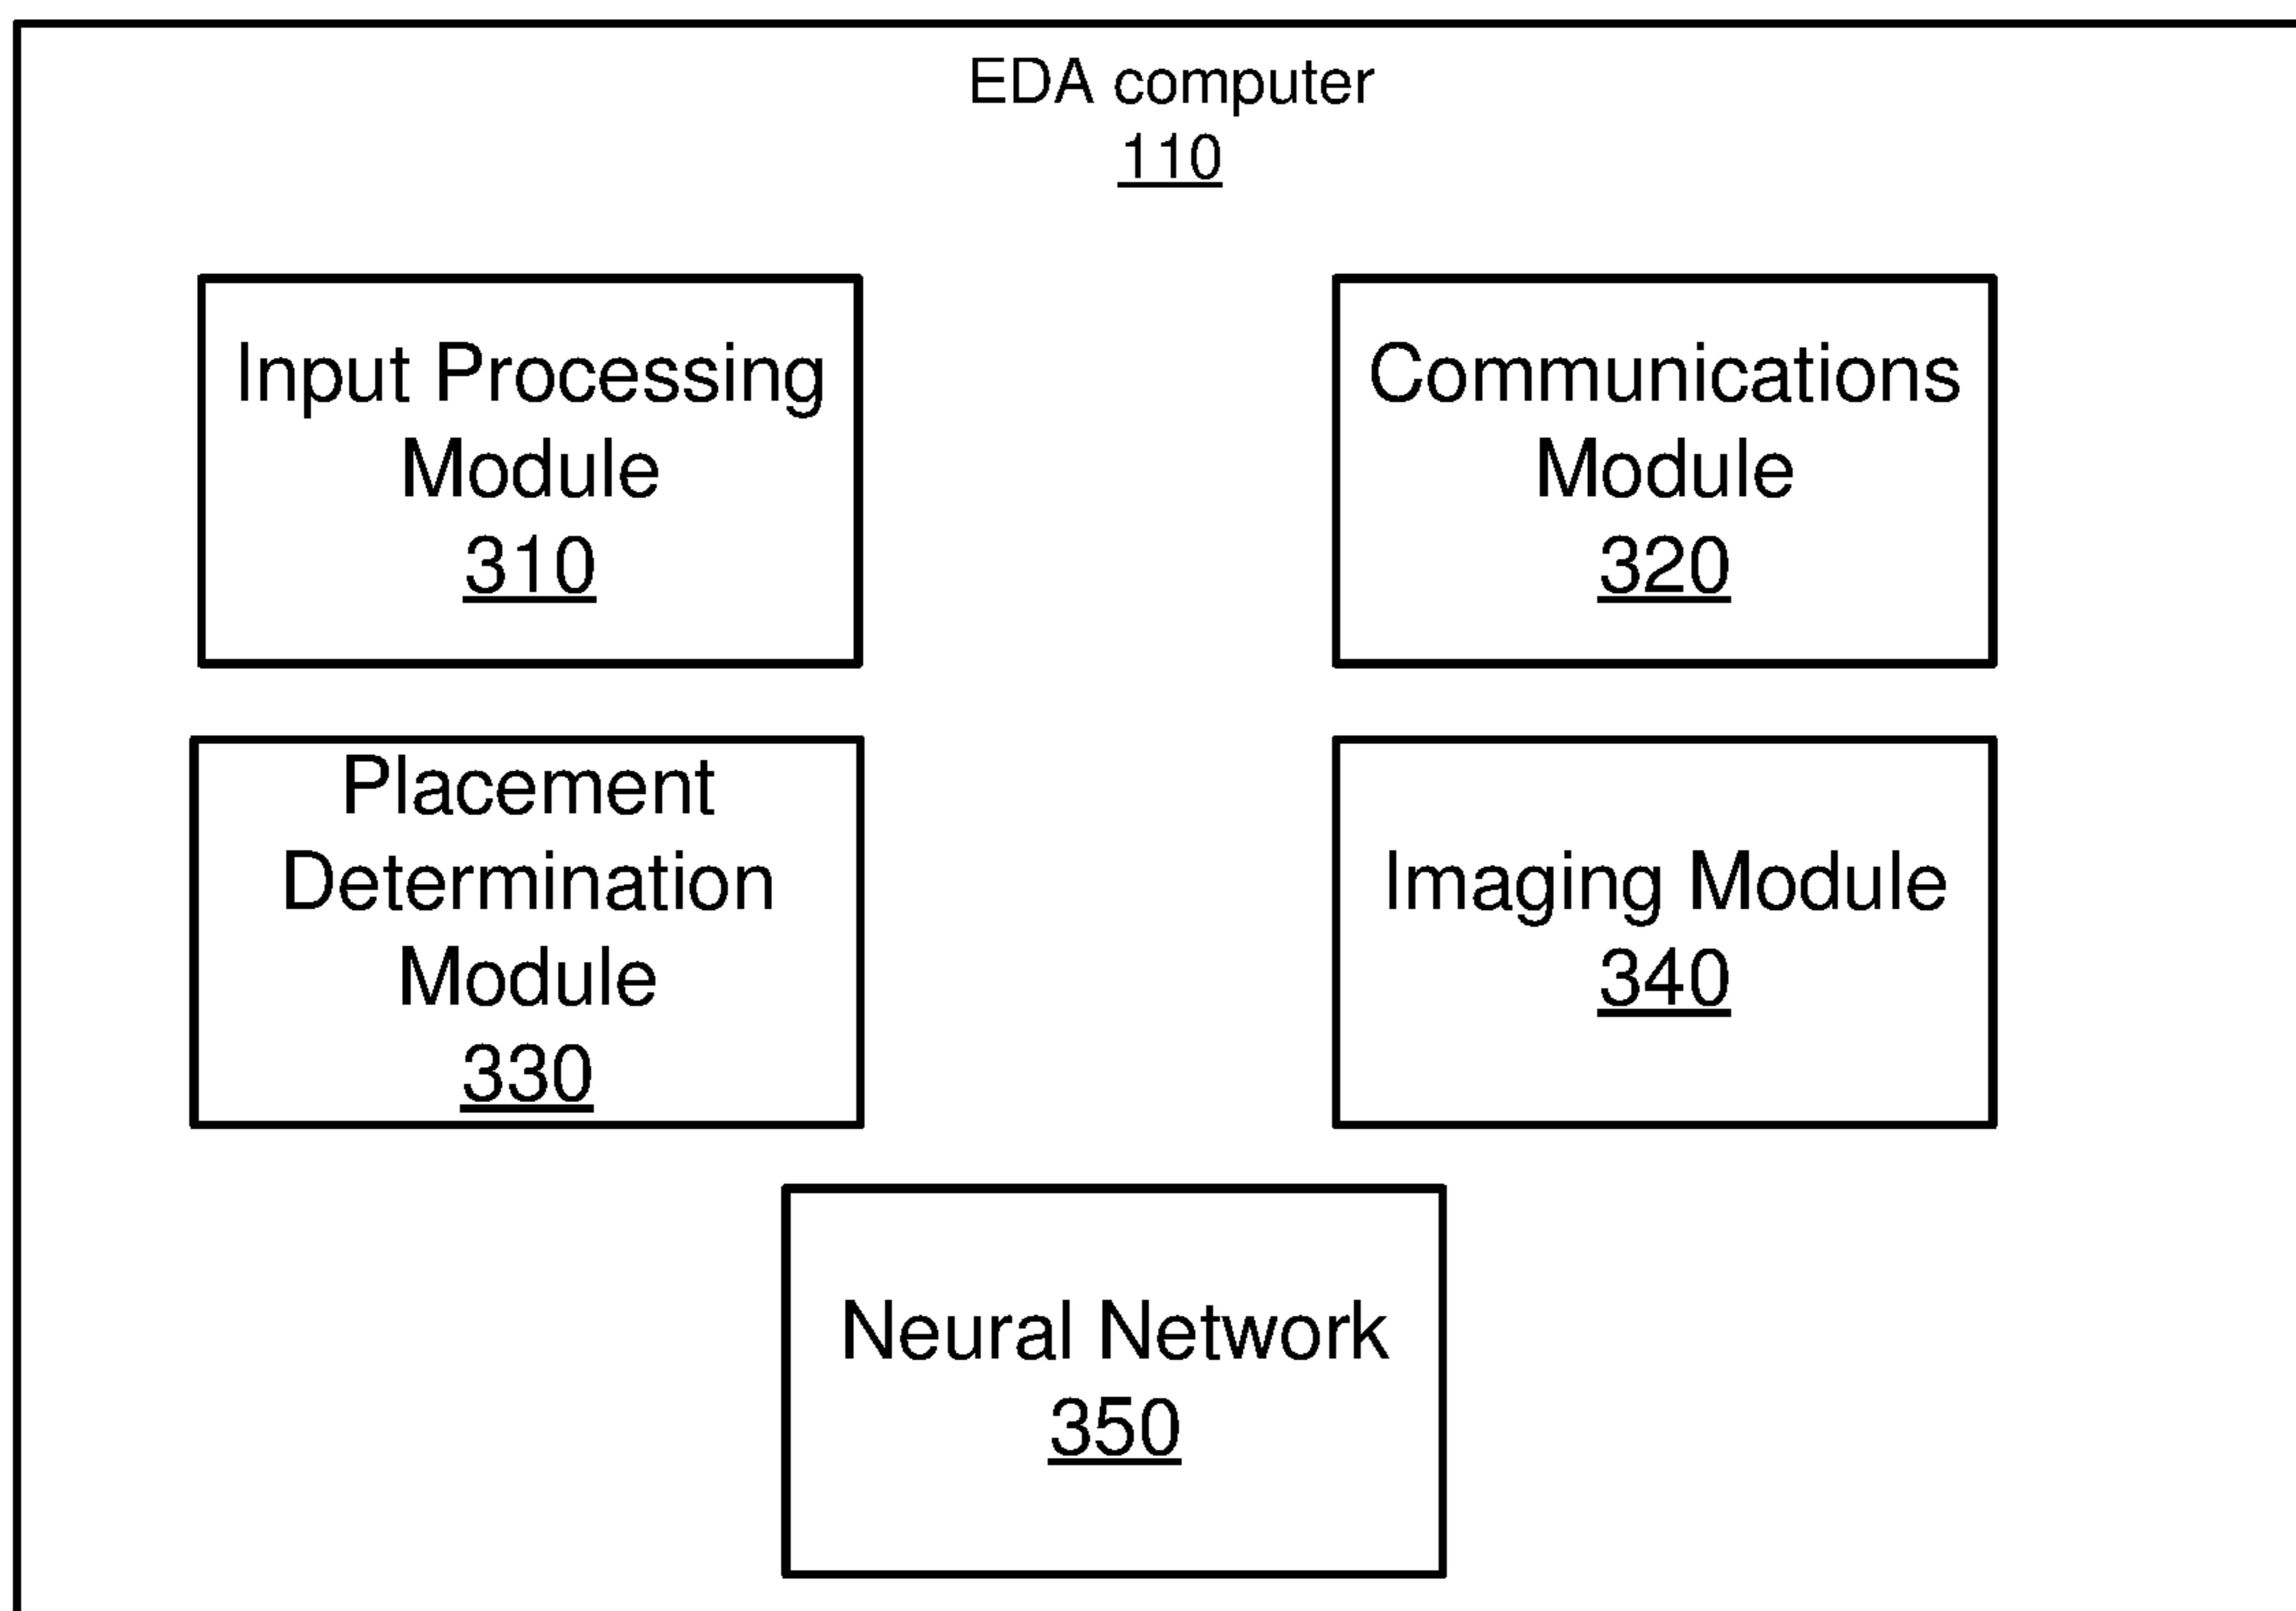 EDA computer
110
Input Processing
Module
310
Communications
Module
320
Placement
Determination
Module
330
Imaging Module
340
Neural Network
350